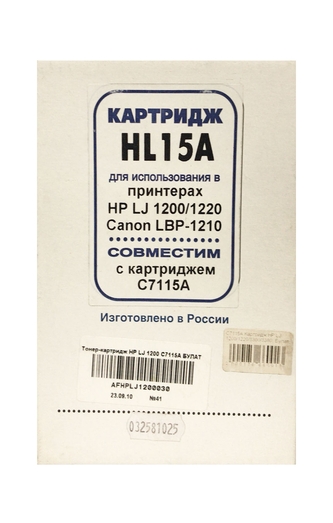 КАРТРИДЖ
HL15A
для использования в
принтерах
HP LJ 1200/1220
Canon LBP-1210
СОВМЕСТИМ
с картриджем
C7115A
Изготовлено в России
Тонер-картридж HP LJ 1200 C7115A БУЛАТ
AFHPLJ1200030
23.09.10 №41
032581025